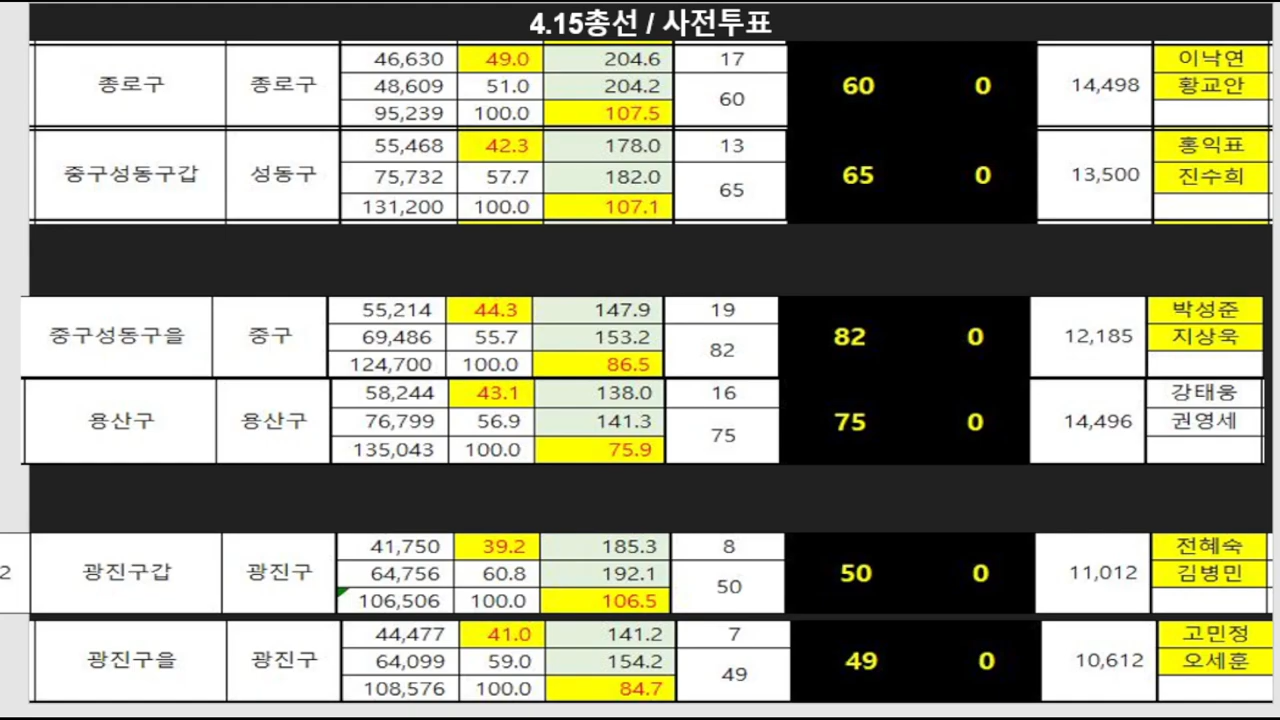 4.15총선 / 사전투표
46,630 49.0 204.6 17 이낙연
종로구 종로구 48,609 51.0 204.2 60 60 0 14,498 황교안
95,239 100.0 107.5
55,468 42.3 178.0 13 홍익표
중구성동구갑 성동구 75,732 57.7 182.0 65 65 0 13,500 진수희
131,200 100.0 107.1
55,214 44.3 147.9 19 박성준
중구성동구을 중구 69,486 55.7 153.2 82 82 0 12,185 지상욱
124,700 100.0 86.5
58,244 43.1 138.0 16 강태웅
용산구 용산구 76,799 56.9 141.3 75 75 0 14,496 권영세
135,043 100.0 75.9
41,750 39.2 185.3 8 전혜숙
2 광진구갑 광진구 64,756 60.8 192.1 50 50 0 11,012 김병민
106,506 100.0 106.5
44,477 41.0 141.2 7 고민정
광진구을 광진구 64,099 59.0 154.2 49 49 0 10,612 오세훈
108,576 100.0 84.7